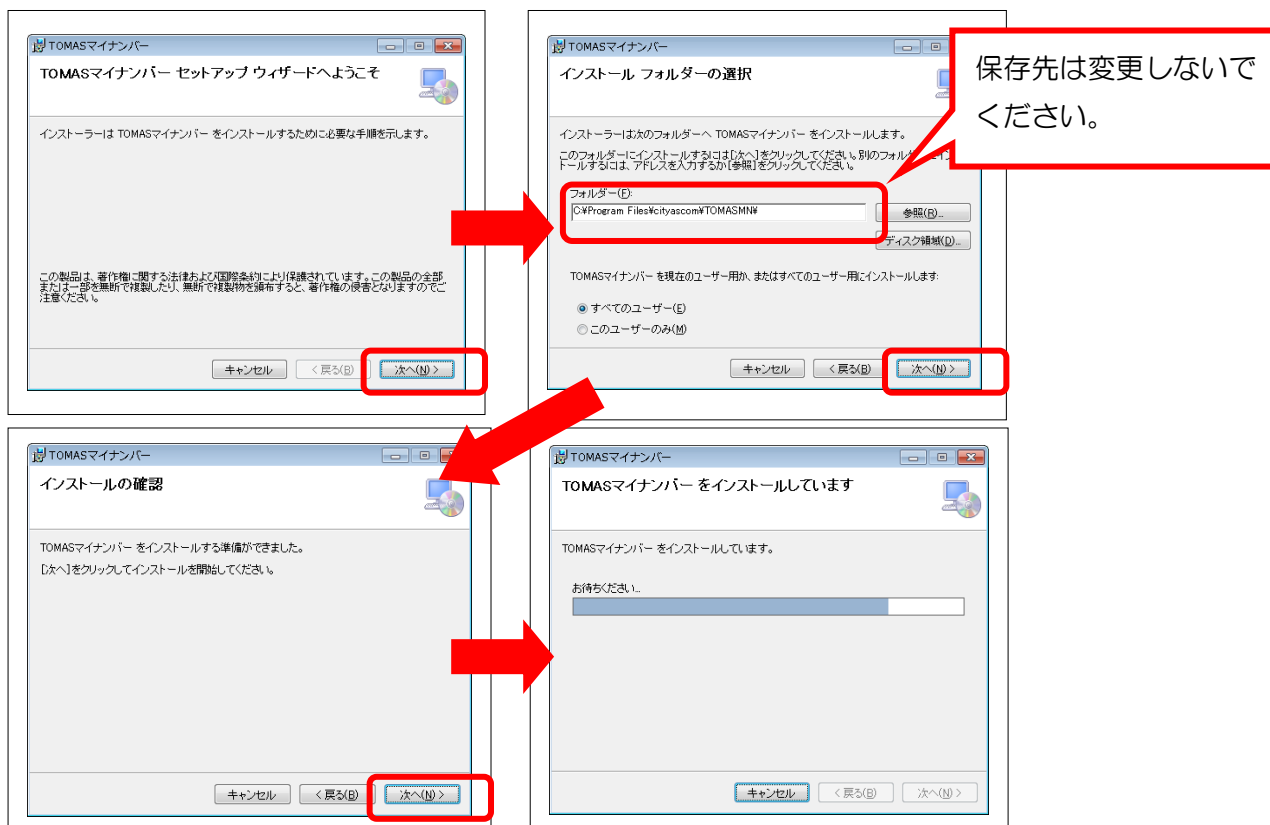 TOMASマイナンバー
TOMASマイナンバー セットアップ ウィザードへようこそ
インストーラーは TOMASマイナンバー をインストールするために必要な手順を示します。
この製品は、著作権に関する法律および国際条約により保護されています。この製品の全部
または一部を無断で複製したり、無断で複製物を頒布すると、著作権の侵害となりますのでご
注意ください。
キャンセル
< 戻る(B)
次へ(N) >
TOMASマイナンバー
インストール フォルダーの選択
インストーラーは次のフォルダーへ TOMASマイナンバー をインストールします。
このフォルダーにインストールするには[次へ]をクリックしてください。別のフォル
トールするには、アドレスを入力するか[参照]をクリックしてください。
フォルダー(F):
C:¥Program Files¥cityascom¥TOMASMN¥
参照(R)...
ディスク領域(D)...
TOMASマイナンバー を現在のユーザー用か、またはすべてのユーザー用にインストールします:
すべてのユーザー(E)
このユーザーのみ(M)
キャンセル
< 戻る(B)
次へ(N) >
保存先は変更しないで
ください。
TOMASマイナンバー
インストールの確認
TOMASマイナンバー をインストールする準備ができました。
[次へ]をクリックしてインストールを開始してください。
キャンセル
< 戻る(B)
次へ(N) >
TOMASマイナンバー
TOMASマイナンバー をインストールしています
TOMASマイナンバー をインストールしています。
お待ちください...
キャンセル
< 戻る(B)
次へ(N) >